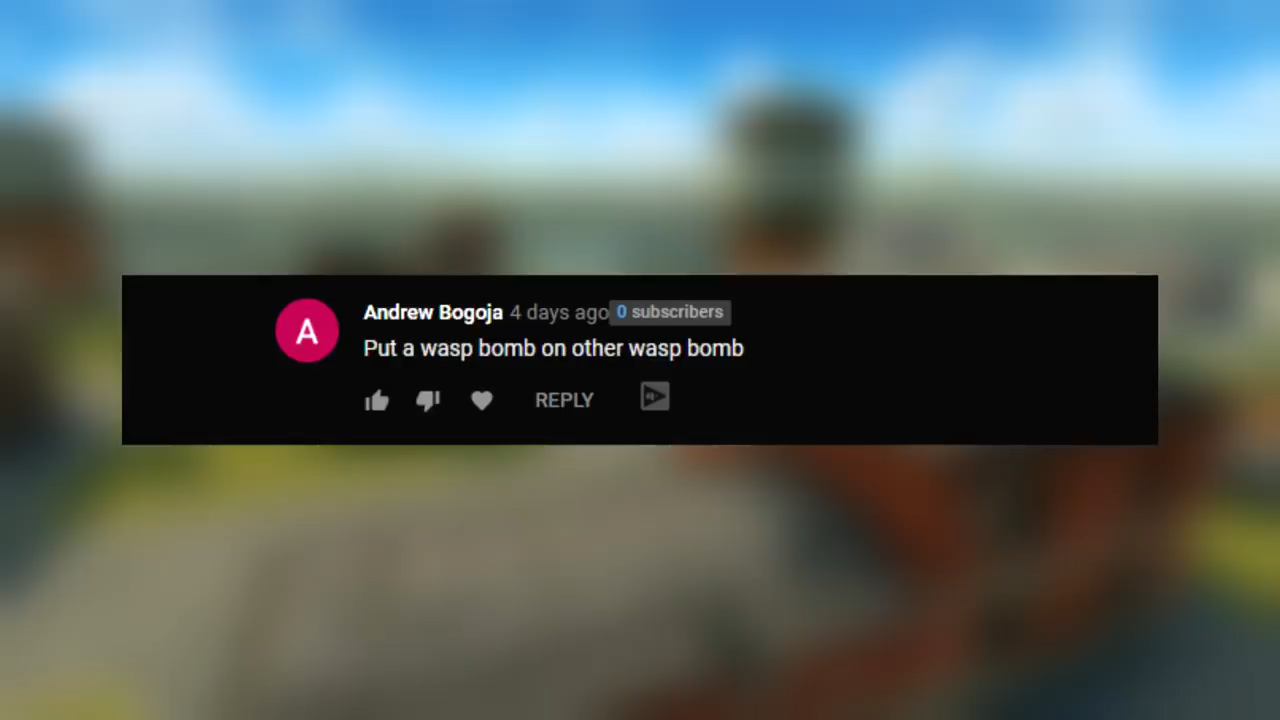 A
Andrew Bogoja 4 days ago 0 subscribers
Put a wasp bomb on other wasp bomb
REPLY